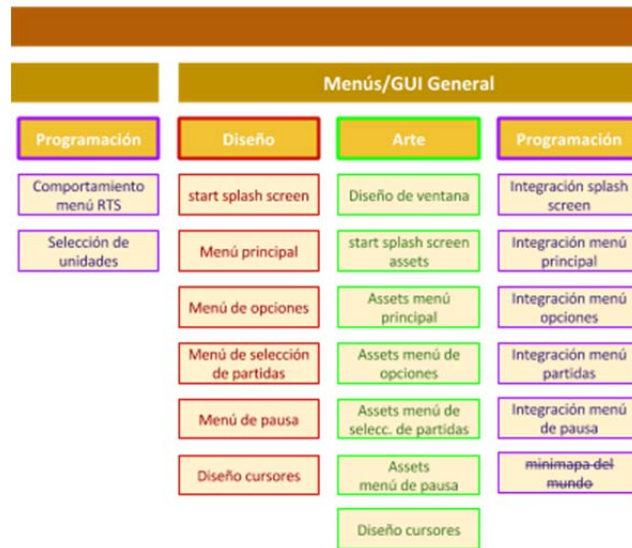 Menús/GUI General
Programación
Diseño
Arte
Programación
Comportamiento
menú RTS
start splash screen
Diseño de ventana
Integración splash
screen
Selección de
unidades
Menú principal
start splash screen
assets
Integración menú
principal
Menú de opciones
Assets menú
principal
Integración menú
opciones
Menú de selección
de partidas
Assets menú de
opciones
Integración menú
partidas
Menú de pausa
Assets menú de
selecc. de partidas
Integración menú
de pausa
Diseño cursores
Assets
menú de pausa
minimapa del
mundo
Diseño cursores